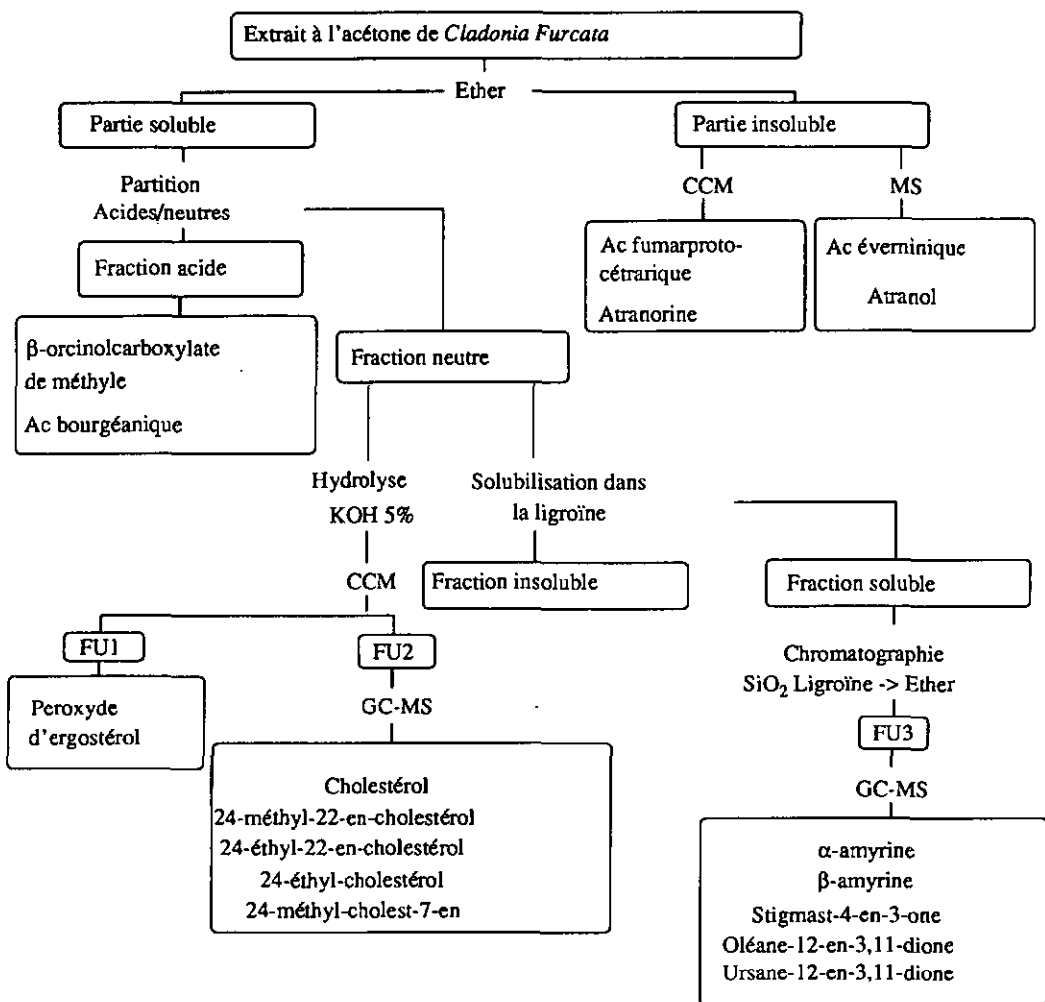 Extrait à l'acétone de Cladonia Furcata
Ether
Partie soluble
Partie insoluble
Partition
Acides/neutres
CCM
MS
Fraction acide
Ac fumarproto-
cétrarique
Atranorine
Ac éverninique
Atranol
β-orcinolcarboxylate
de méthyle
Ac bourgéanique
Fraction neutre
Hydrolyse
KOH 5%
Solubilisation dans
la ligroïne
CCM
Fraction insoluble
Fraction soluble
FU1
FU2
Peroxyde
d'ergostérol
GC-MS
Chromatographie
SiO2 Ligroïne -> Ether
FU3
GC-MS
Cholestérol
24-méthyl-22-en-cholestérol
24-éthyl-22-en-cholestérol
24-éthyl-cholestérol
24-méthyl-cholest-7-en
α-amyrine
β-amyrine
Stigmast-4-en-3-one
Oléane-12-en-3,11-dione
Ursane-12-en-3,11-dione